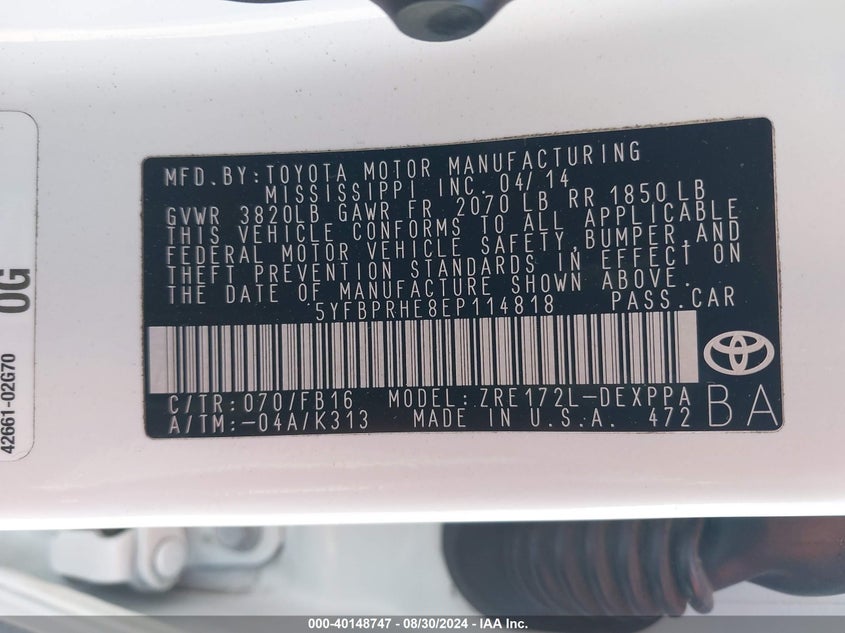 MFD. BY: TOYOTA MOTOR MANUFACTURING
MISSISSIPPI INC. 04/14
GVWR 3820LB GAWR FR 2070 LB RR 1850 LB
THIS VEHICLE CONFORMS TO ALL APPLICABLE
FEDERAL MOTOR VEHICLE SAFETY,BUMPER,AND
THEFT PREVENTION STANDARDS IN EFFECT ON
THE DATE OF MANUFACTURE SHOWN ABOVE.
5YFBPRHE8EP114818 PASS.CAR
C/TR: 070/FB16 MODEL: ZRE172L-DEXPPA
A/TM: -04A/K313 MADE IN U.S.A. 472
BA
42661-02G70
0G
000-40148747 - 08/30/2024 - IAA Inc.